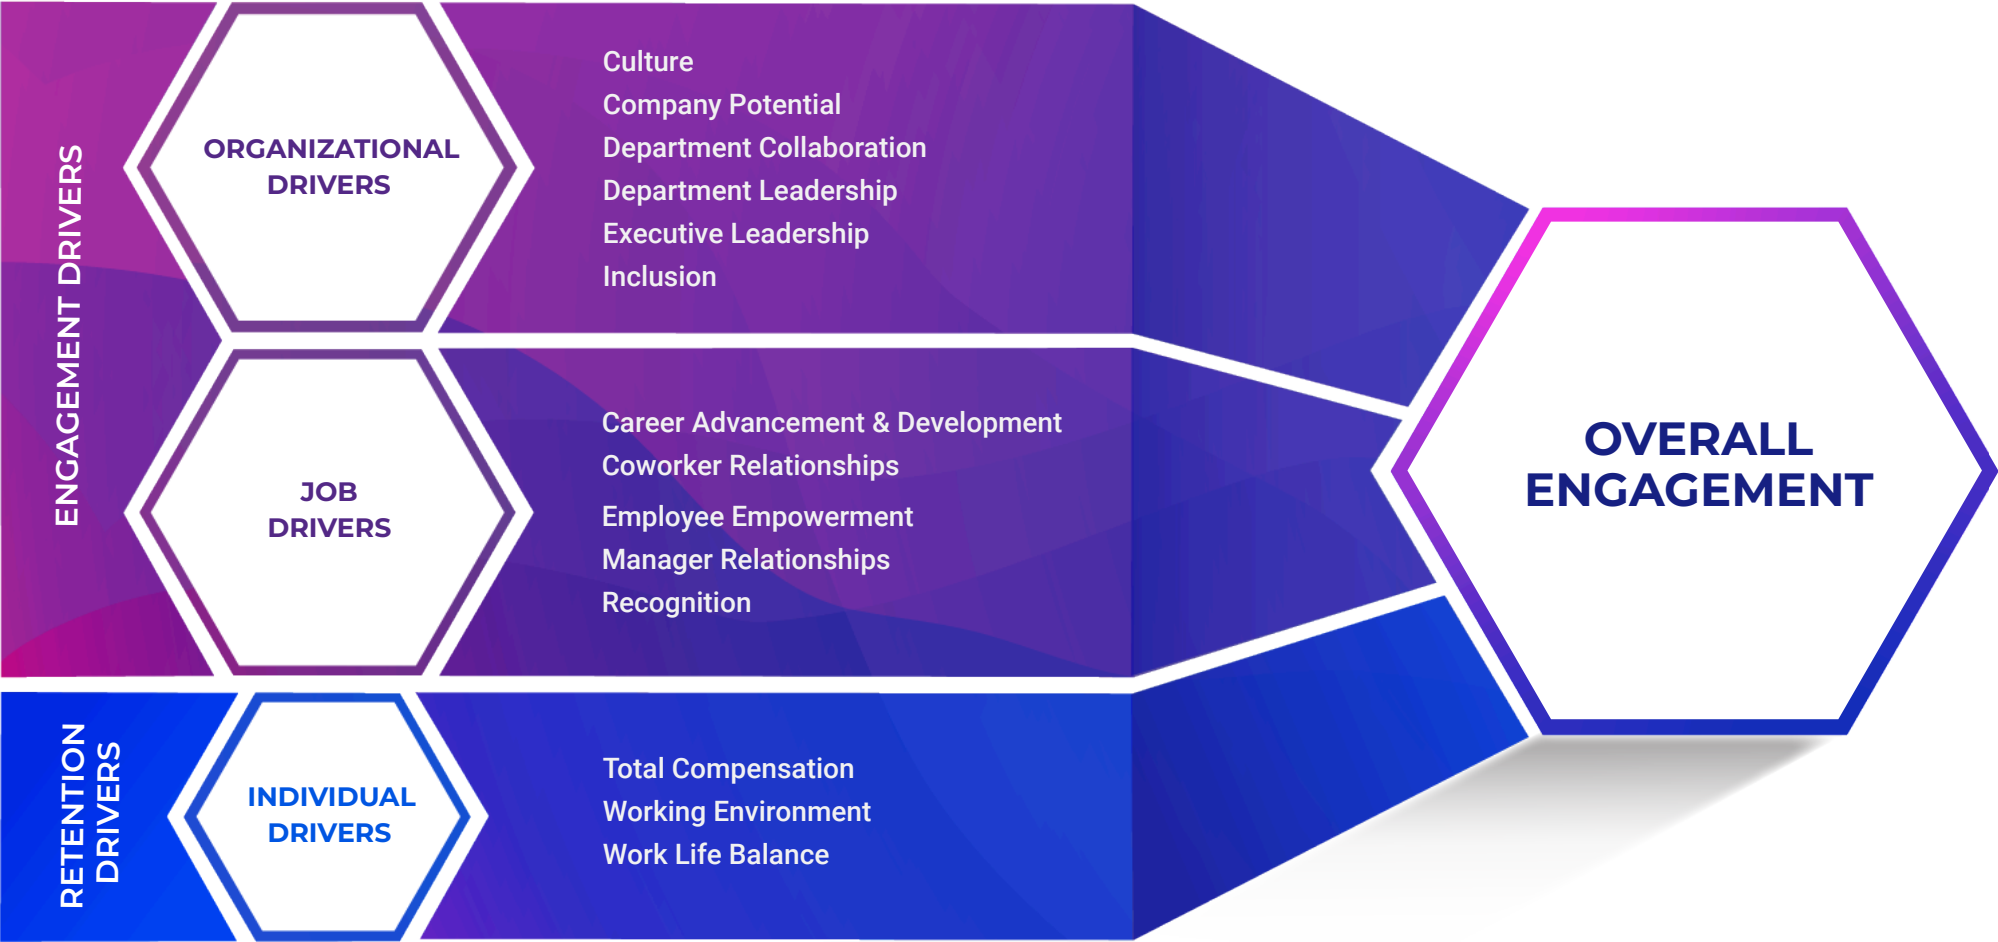 ENGAGEMENT DRIVERS
ORGANIZATIONAL
DRIVERS
Culture
Company Potential
Department Collaboration
Department Leadership
Executive Leadership
Inclusion
JOB
DRIVERS
Career Advancement & Development
Coworker Relationships
Employee Empowerment
Manager Relationships
Recognition
RETENTION
DRIVERS
INDIVIDUAL
DRIVERS
Total Compensation
Working Environment
Work Life Balance
OVERALL
ENGAGEMENT